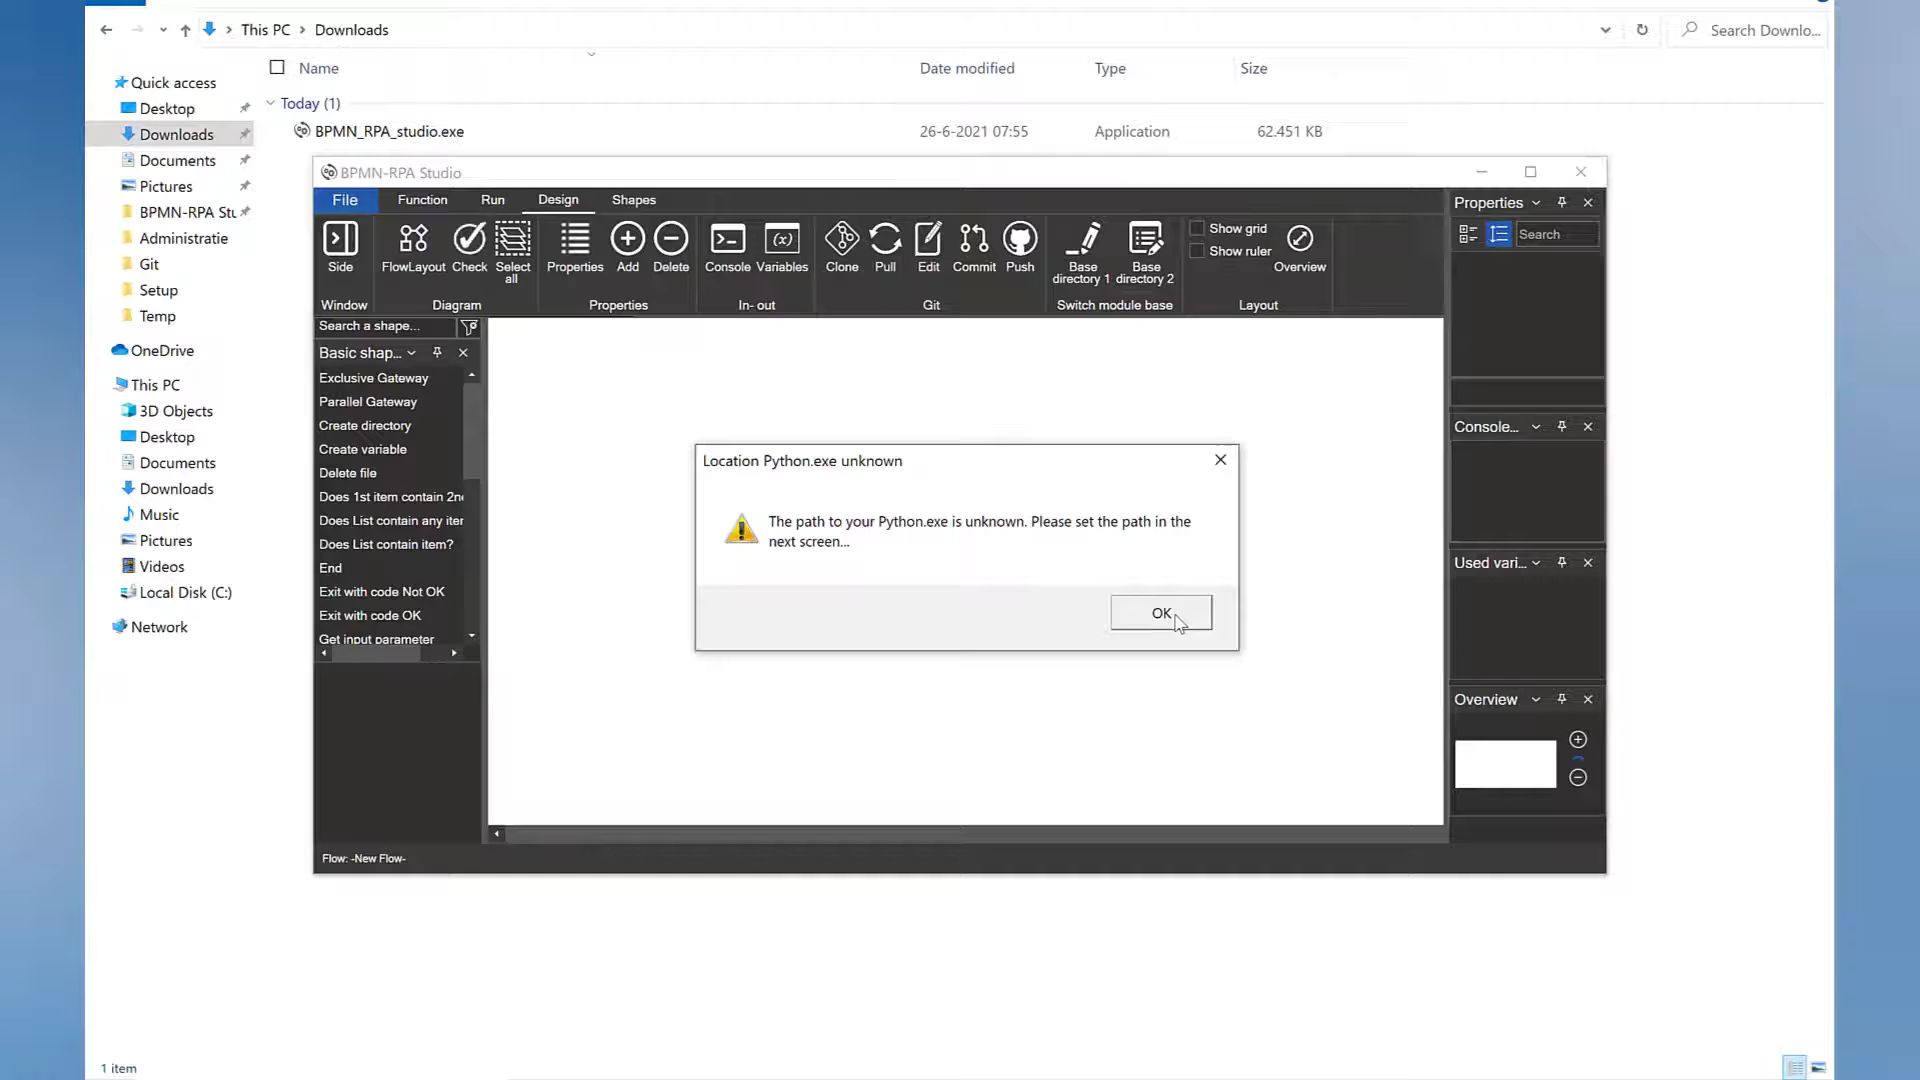 This PC
Downloads
Search Downlo...
Name
Date modified
Type
Size
Quick access
Desktop
Downloads
Documents
Pictures
BPMN-RPA Stu
Administratie
Git
Setup
Temp
OneDrive
This PC
3D Objects
Desktop
Documents
Downloads
Music
Pictures
Videos
Local Disk (C:)
Network
Today (1)
BPMN_RPA_studio.exe
26-6-2021 07:55
Application
62.451 KB
BPMN-RPA Studio
File
Function
Run
Design
Shapes
Side
FlowLayout
Check
Select
all
Properties
Add
Delete
Console
Variables
Clone
Pull
Edit
Commit
Push
Base
directory 1
Base
directory 2
Show grid
Show ruler
Overview
Window
Diagram
Properties
In- out
Git
Switch module base
Layout
Search a shape...
Basic shap...
Exclusive Gateway
Parallel Gateway
Create directory
Create variable
Delete file
Does 1st item contain 2n
Does List contain any iter
Does List contain item?
End
Exit with code Not OK
Exit with code OK
Get input parameter
Location Python.exe unknown
The path to your Python.exe is unknown. Please set the path in the
next screen...
OK
Properties
Search
Console...
Used vari...
Overview
Flow: -New Flow-
1 item